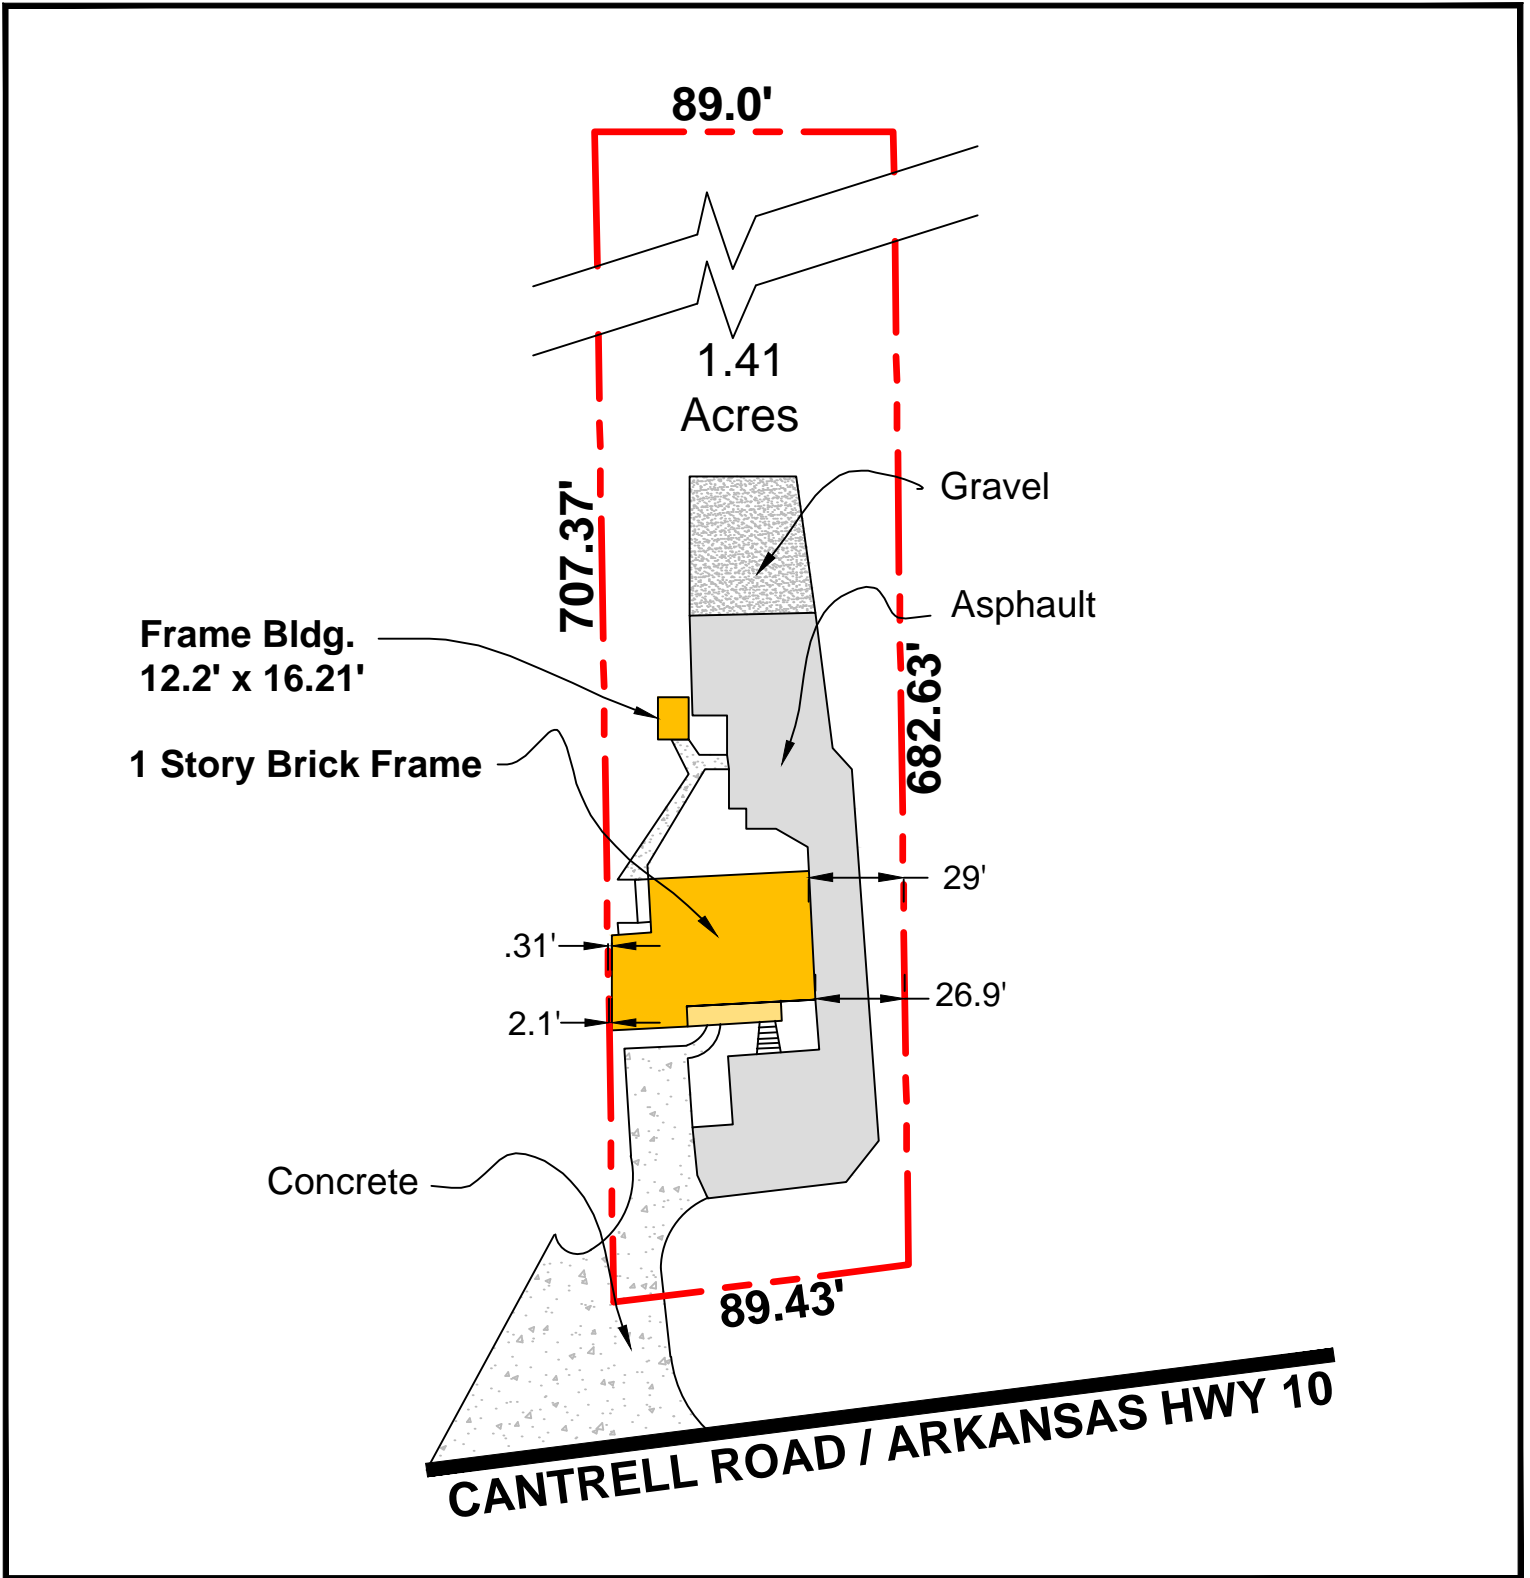 89.0'
1.41
Acres
Gravel
707.37'
Asphault
Frame Bldg.
12.2' x 16.21'
682.63'
1 Story Brick Frame
29'
.31'
26.9'
2.1'
Concrete
89.43'
CANTRELL ROAD / ARKANSAS HWY 10